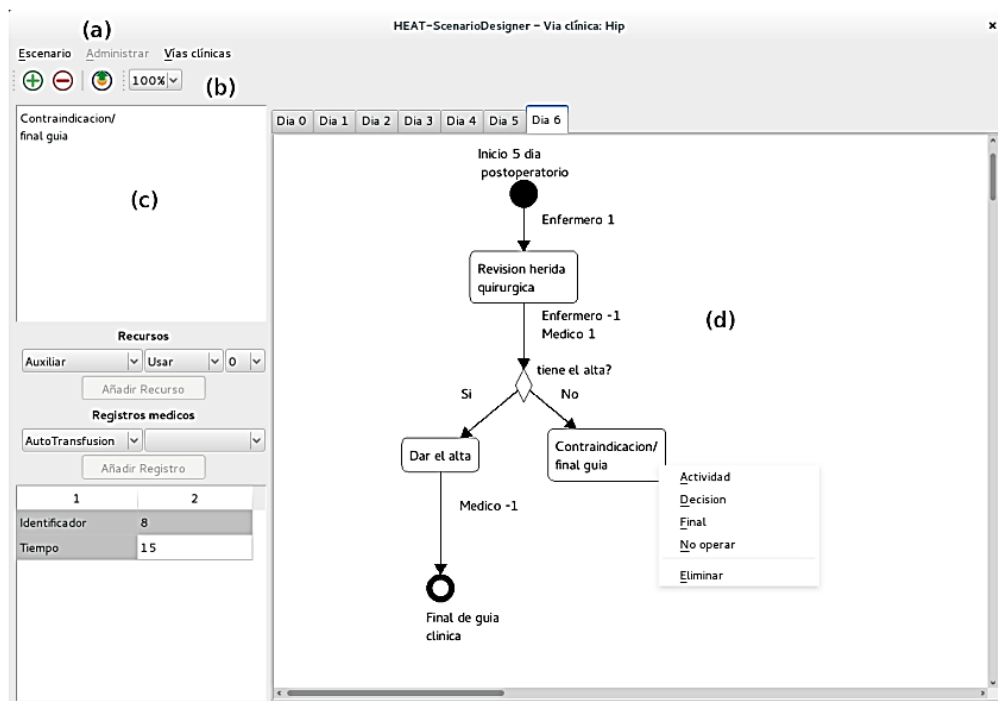 HEAT-ScenarioDesigner - Via clínica: Hip
×
(a)
Escenario Administrar Vías clínicas
100%
(b)
Contraindicacion/
final guia
(c)
Recursos
Auxiliar Usar 0
Añadir Recurso
Registros medicos
AutoTransfusion
Añadir Registro
1 2
Identificador 8
Tiempo 15
Dia 0 Dia 1 Dia 2 Dia 3 Dia 4 Dia 5 Dia 6
Inicio 5 dia
postoperatorio
Enfermero 1
Revision herida
quirurgica
Enfermero -1
Medico 1
(d)
tiene el alta?
Si No
Dar el alta
Contraindicacion/
final guia
Medico -1
Actividad
Decision
Final
No operar
Eliminar
Final de guia
clinica